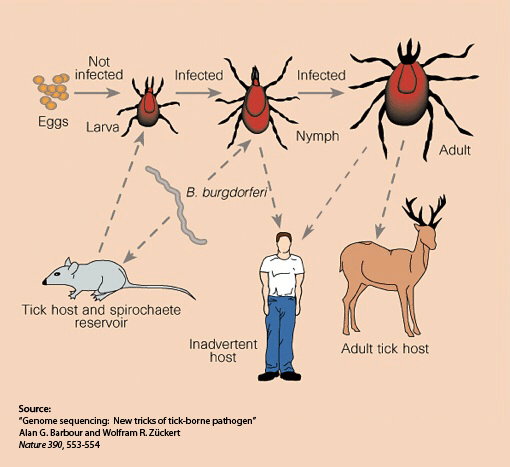 Not
infected
Infected
Infected
Eggs
Larva
Nymph
Adult
B. burgdorferi
Tick host and spirochaete
reservoir
Inadvertent
host
Adult tick host
Source:
“Genome sequencing: New tricks of tick-borne pathogen”
Alan G. Barbour and Wolfram R. Zückert
Nature 390, 553-554